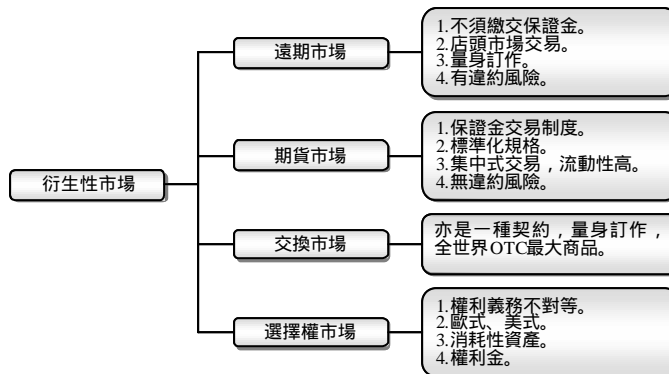 衍生性市場
遠期市場
1.不須繳交保證金。
2.店頭市場交易。
3.量身訂作。
4.有違約風險。
期貨市場
1.保證金交易制度。
2.標準化規格。
3.集中式交易，流動性高。
4.無違約風險。
交換市場
亦是一種契約，量身訂作，
全世界OTC最大商品。
選擇權市場
1.權利義務不對等。
2.歐式、美式。
3.消耗性資產。
4.權利金。